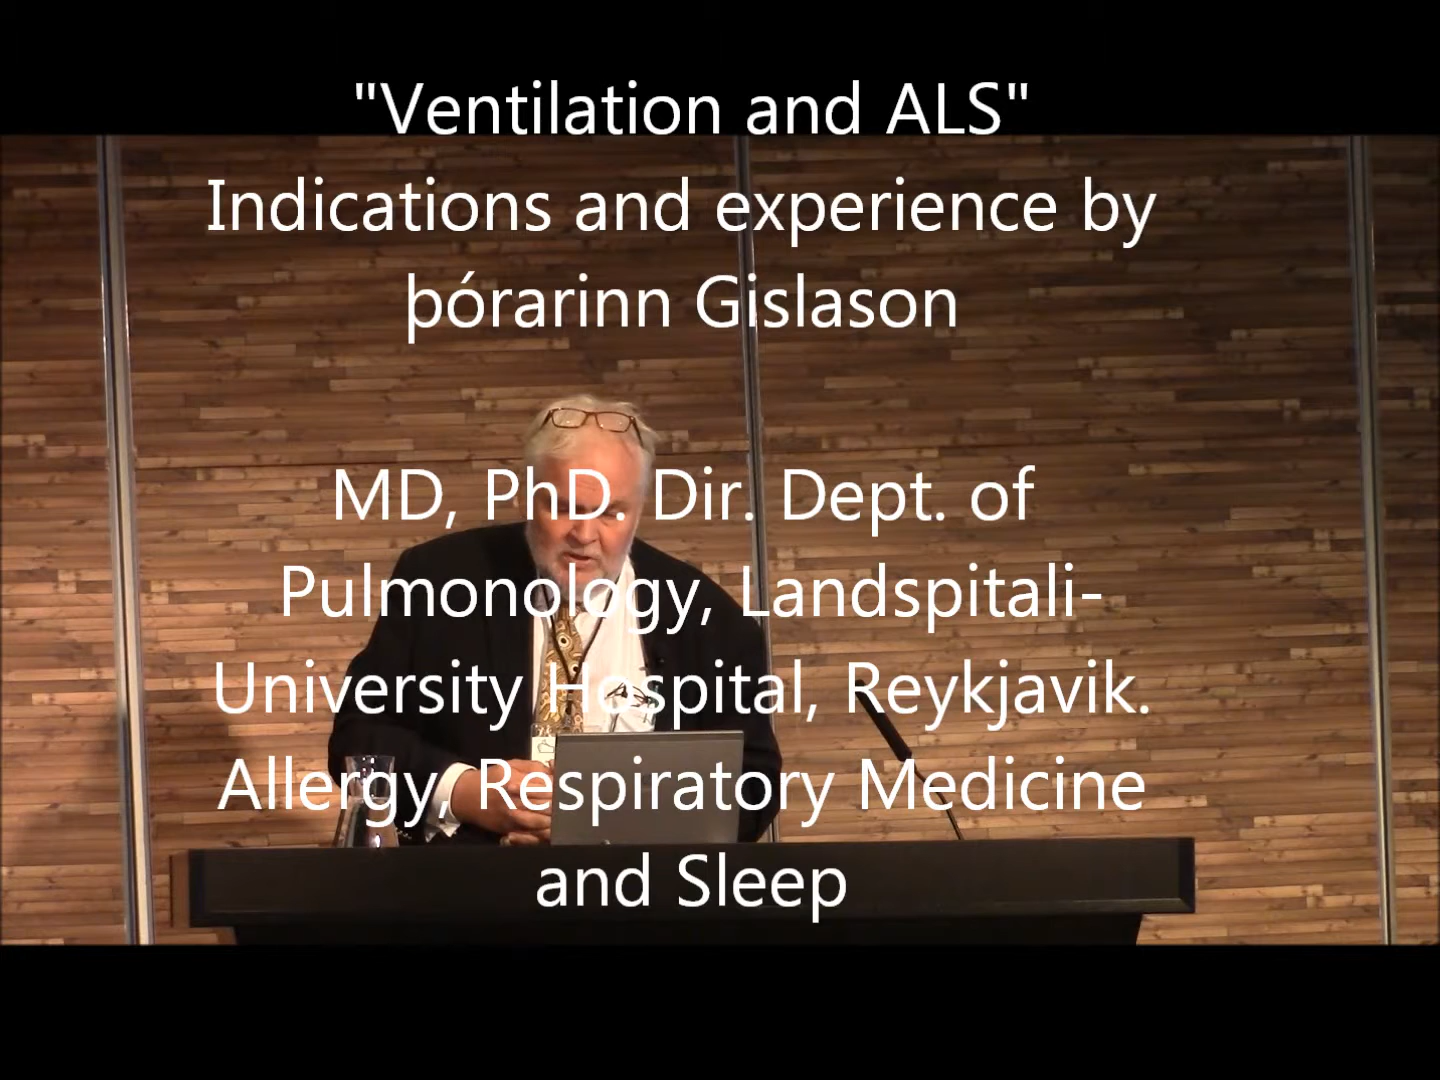 "Ventilation and ALS"
Indications and experience by
þórarinn Gislason
MD, PhD. Dir. Dept. of
Pulmonology, Landspitali-
University Hospital, Reykjavik.
Allergy, Respiratory Medicine
and Sleep